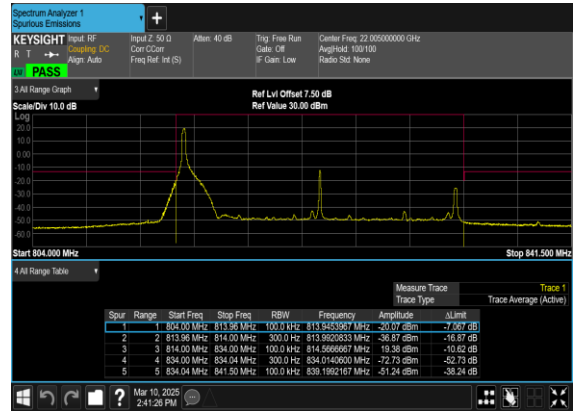 Spectrum Analyzer 1
Spurious Emissions
+
KEYSIGHT
R T
PASS
Input: RF
Coupling: DC
Align: Auto
Input Z: 50 Ω
Corr CCorr
Freq Ref: Int (S)
Atten: 40 dB
Trig: Free Run
Gate: Off
IF Gain: Low
Center Freq: 22.005000000 GHz
Avg|Hold: 100/100
Radio Std: None
3 All Range Graph
Scale/Div 10.0 dB
Ref Lvl Offset 7.50 dB
Ref Value 30.00 dBm
Log
20.0
10.0
0.00
-10.0
-20.0
-30.0
-40.0
-50.0
-60.0
Start 804.000 MHz
Stop 841.500 MHz
4 All Range Table
Measure Trace Trace 1
Trace Type Trace Average (Active)
Spur Range Start Freq Stop Freq RBW Frequency Amplitude ΔLimit
1 1 804.00 MHz 813.96 MHz 100.0 kHz 813.9453967 MHz -20.07 dBm -7.067 dB
2 2 813.96 MHz 814.00 MHz 300.0 Hz 813.9920833 MHz -36.87 dBm -16.87 dB
3 3 814.00 MHz 834.00 MHz 100.0 kHz 814.5666667 MHz 19.38 dBm -10.62 dB
4 4 834.00 MHz 834.04 MHz 300.0 Hz 834.0140600 MHz -72.73 dBm -52.73 dB
5 5 834.04 MHz 841.50 MHz 100.0 kHz 839.1992167 MHz -51.24 dBm -38.24 dB
?
Mar 10, 2025
2:41:26 PM